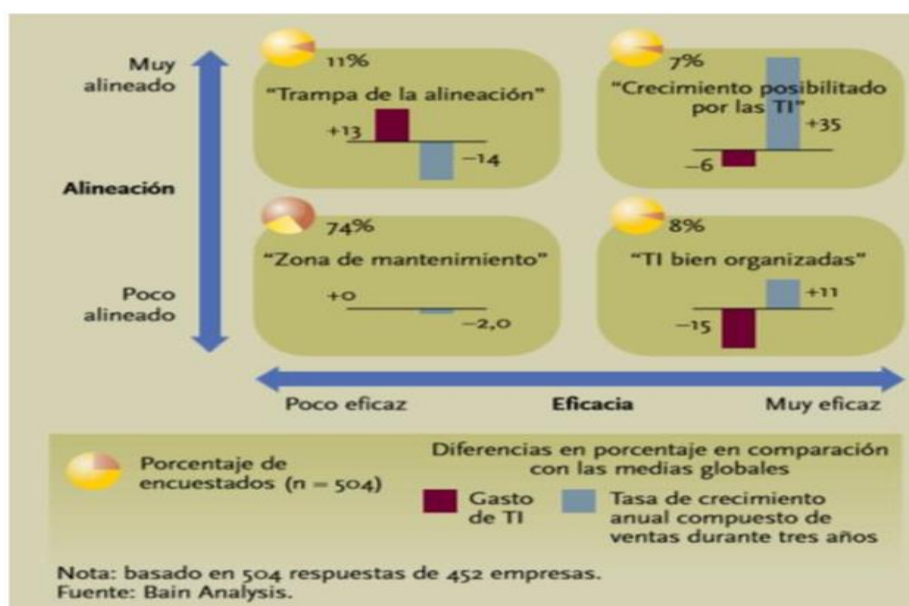 Muy
alineado
11%
"Trampa de la alineación"
+13
−14
7%
"Crecimiento posibilitado
por las TI"
+35
−6
Alineación
74%
"Zona de mantenimiento"
+0
−2,0
8%
"TI bien organizadas"
+11
−15
Poco
alineado
Poco eficaz Eficacia Muy eficaz
Porcentaje de
encuestados (n = 504)
Diferencias en porcentaje en comparación
con las medias globales
Gasto
de TI
Tasa de crecimiento
anual compuesto de
ventas durante tres años
Nota: basado en 504 respuestas de 452 empresas.
Fuente: Bain Analysis.